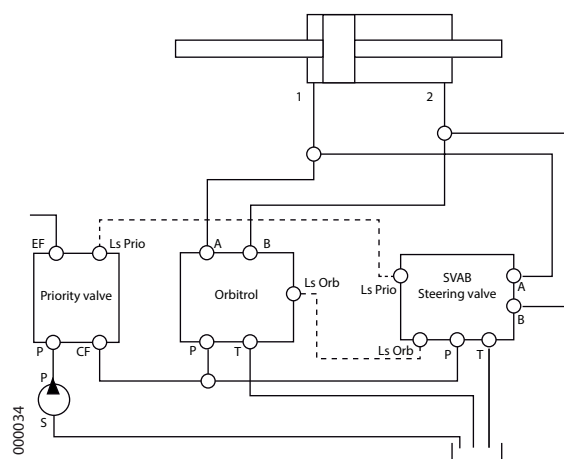 1
2
EF
Ls Prio
A
B
Ls Orb
SVAB
Steering valve
Ls Prio
A
B
Priority valve
Orbitrol
Ls Orb
P
CF
P
T
P
T
P
S
000034